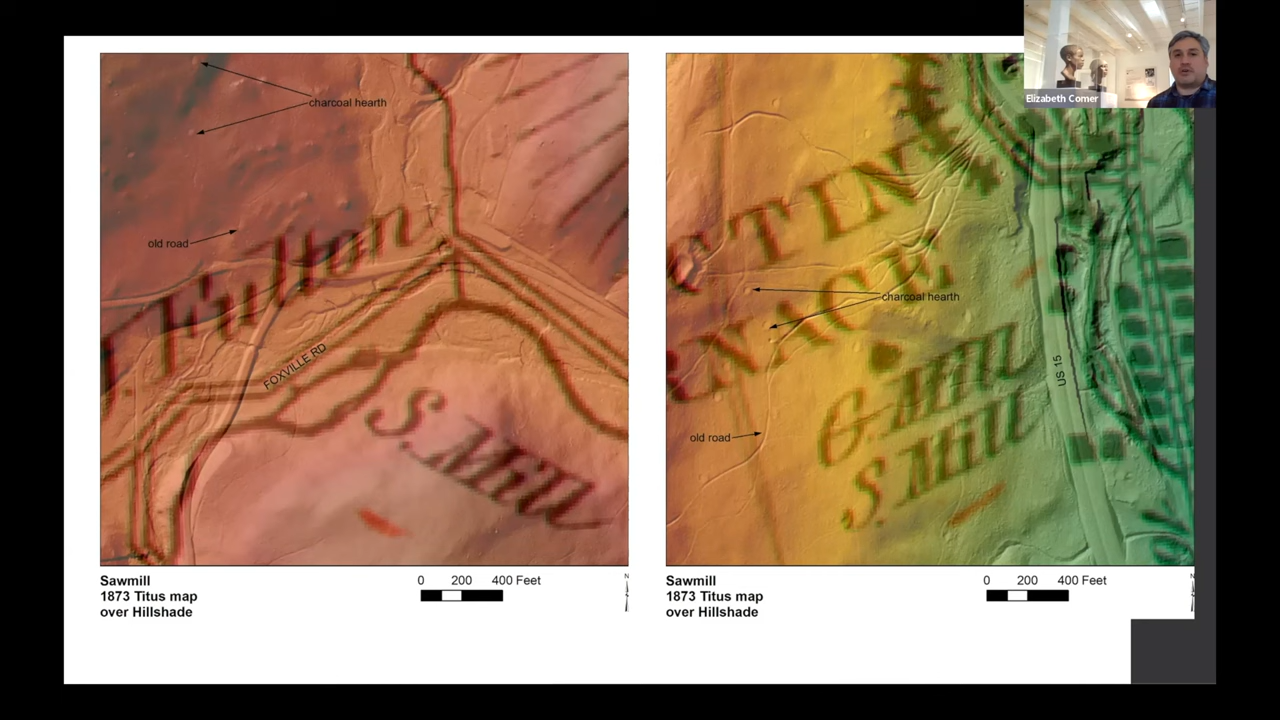 Elizabeth Comer
charcoal hearth
old road
Fulton
FOXVILLE RD
S. Mill
Sawmill
1873 Titus map
over Hillshade
0 200 400 Feet
N
CTIN
RNACE
charcoal hearth
old road
G. Mill
S. Mill
US 15
Sawmill
1873 Titus map
over Hillshade
0 200 400 Feet
N